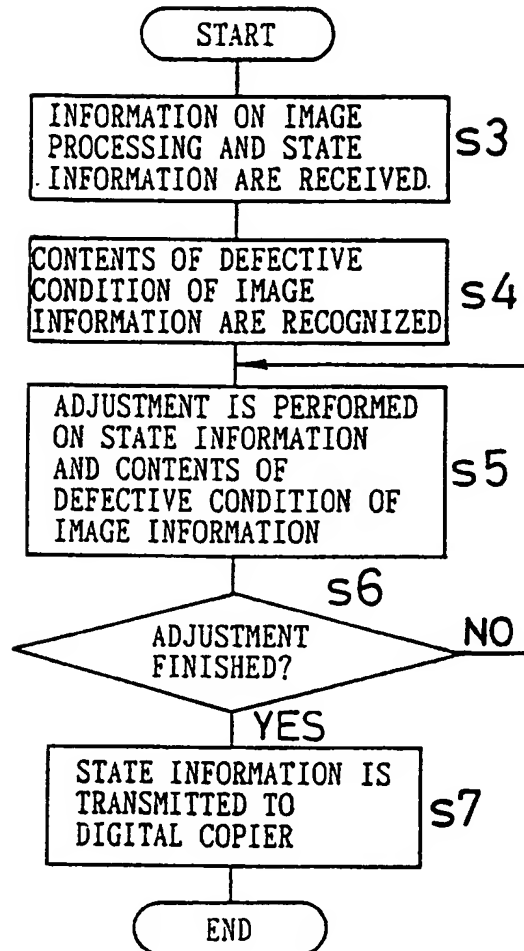 START
INFORMATION ON IMAGE
PROCESSING AND STATE
INFORMATION ARE RECEIVED.
s3
CONTENTS OF DEFECTIVE
CONDITION OF IMAGE
INFORMATION ARE RECOGNIZED
s4
ADJUSTMENT IS PERFORMED
ON STATE INFORMATION
AND CONTENTS OF
DEFECTIVE CONDITION OF
IMAGE INFORMATION
s5
s6
ADJUSTMENT
FINISHED?
NO
YES
STATE INFORMATION IS
TRANSMITTED TO
DIGITAL COPIER
s7
END